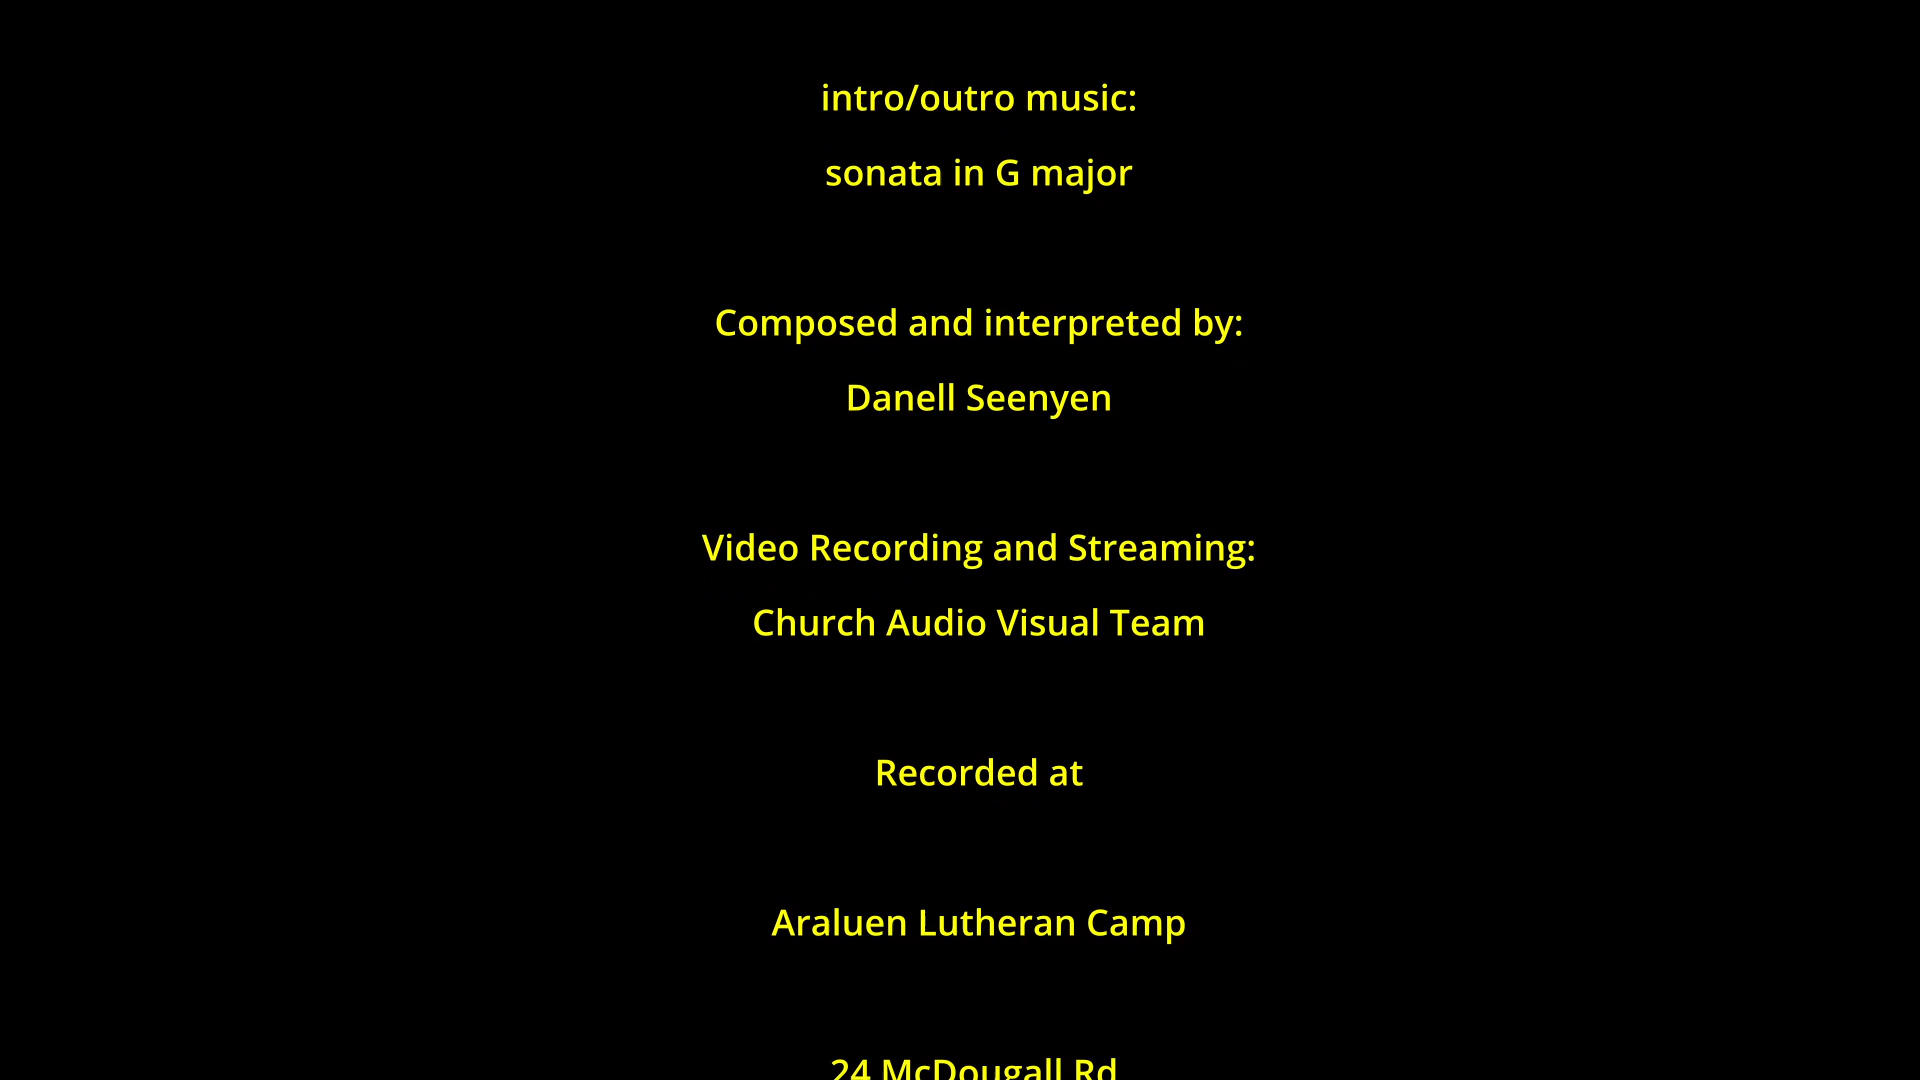 intro/outro music:
sonata in G major
Composed and interpreted by:
Danell Seenyen
Video Recording and Streaming:
Church Audio Visual Team
Recorded at
Araluen Lutheran Camp
24 McDougall Rd